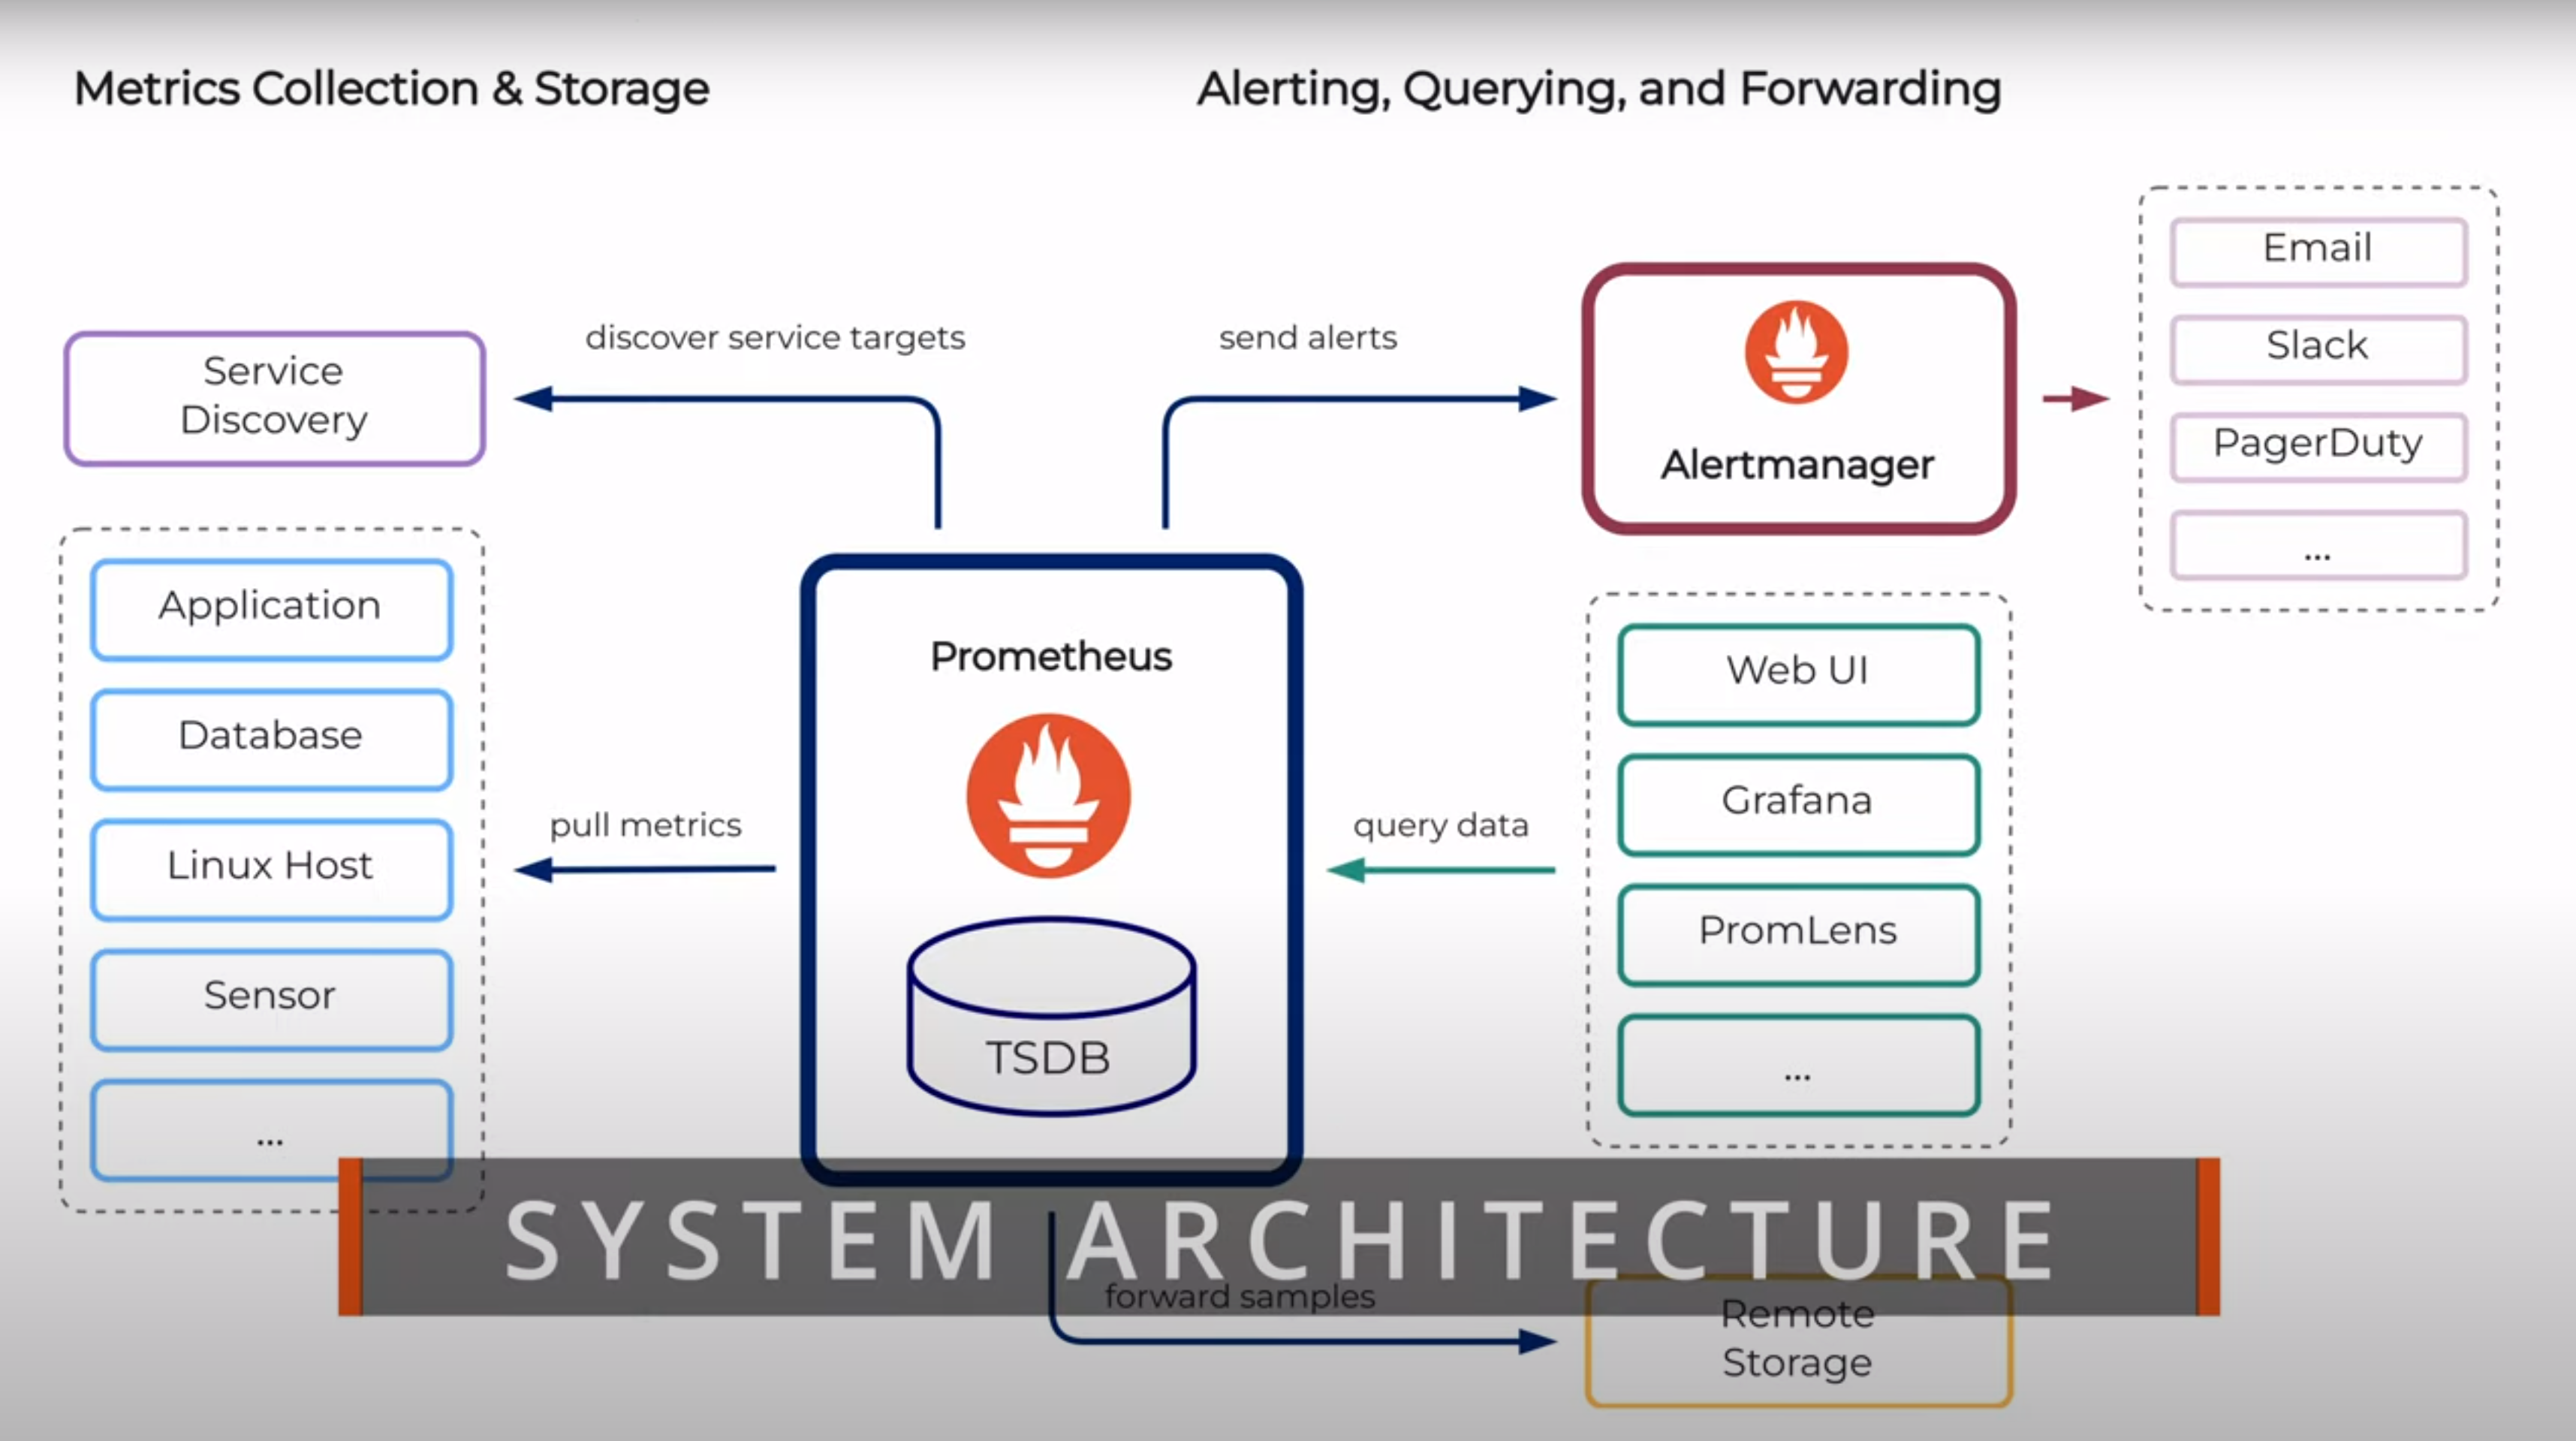 Metrics Collection & Storage
Alerting, Querying, and Forwarding
Service
Discovery
discover service targets
send alerts
Alertmanager
Email
Slack
PagerDuty
...
Application
Database
Linux Host
Sensor
...
pull metrics
Prometheus
TSDB
query data
Web UI
Grafana
PromLens
...
SYSTEM ARCHITECTURE
forward samples
Remote
Storage